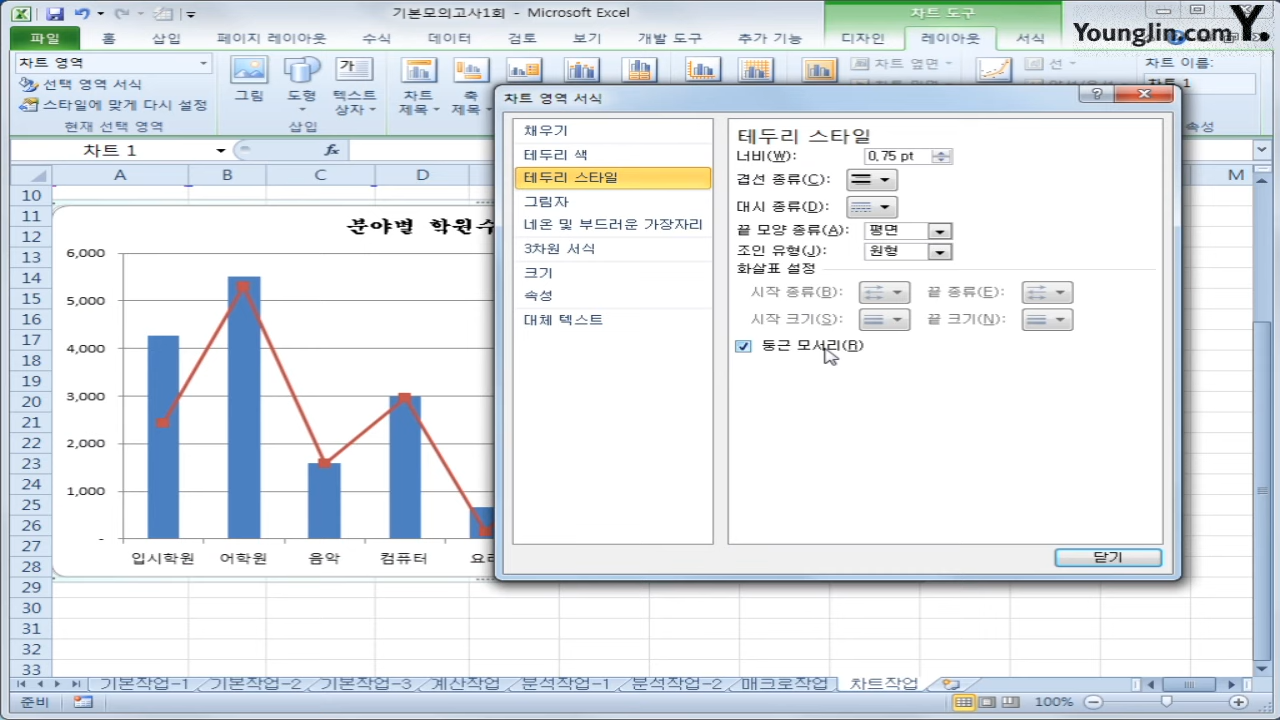 기본모의고사1회 - Microsoft Excel
차트 도구
Y.
YoungJin.com
파일 홈 삽입 페이지 레이아웃 수식 데이터 검토 보기 개발 도구 추가 기능 디자인 레이아웃 서식
차트 영역
선택 영역 서식
스타일에 맞게 다시 설정
현재 선택 영역
그림 도형 텍스트 상자
삽입
차트 제목 축 제목
차트 옆면
선
차트 이름:
차트 1
속성
차트 1
fx
A B C D M
10
11
12
13
14
15
16
17
18
19
20
21
22
23
24
25
26
27
28
29
30
31
32
33
분야별 학원수
6,000
5,000
4,000
3,000
2,000
1,000
-
입시학원 어학원 음악 컴퓨터
차트 영역 서식
채우기
테두리 색
테두리 스타일
그림자
네온 및 부드러운 가장자리
3차원 서식
크기
속성
대체 텍스트
테두리 스타일
너비(W): 0.75 pt
겹선 종류(C):
대시 종류(D):
끝 모양 종류(A): 평면
조인 유형(J): 원형
화살표 설정
시작 종류(B): 끝 종류(E):
시작 크기(S): 끝 크기(N):
둥근 모서리(R)
닫기
기본작업-1 기본작업-2 기본작업-3 계산작업 분석작업-1 분석작업-2 매크로작업 차트작업
준비
100%